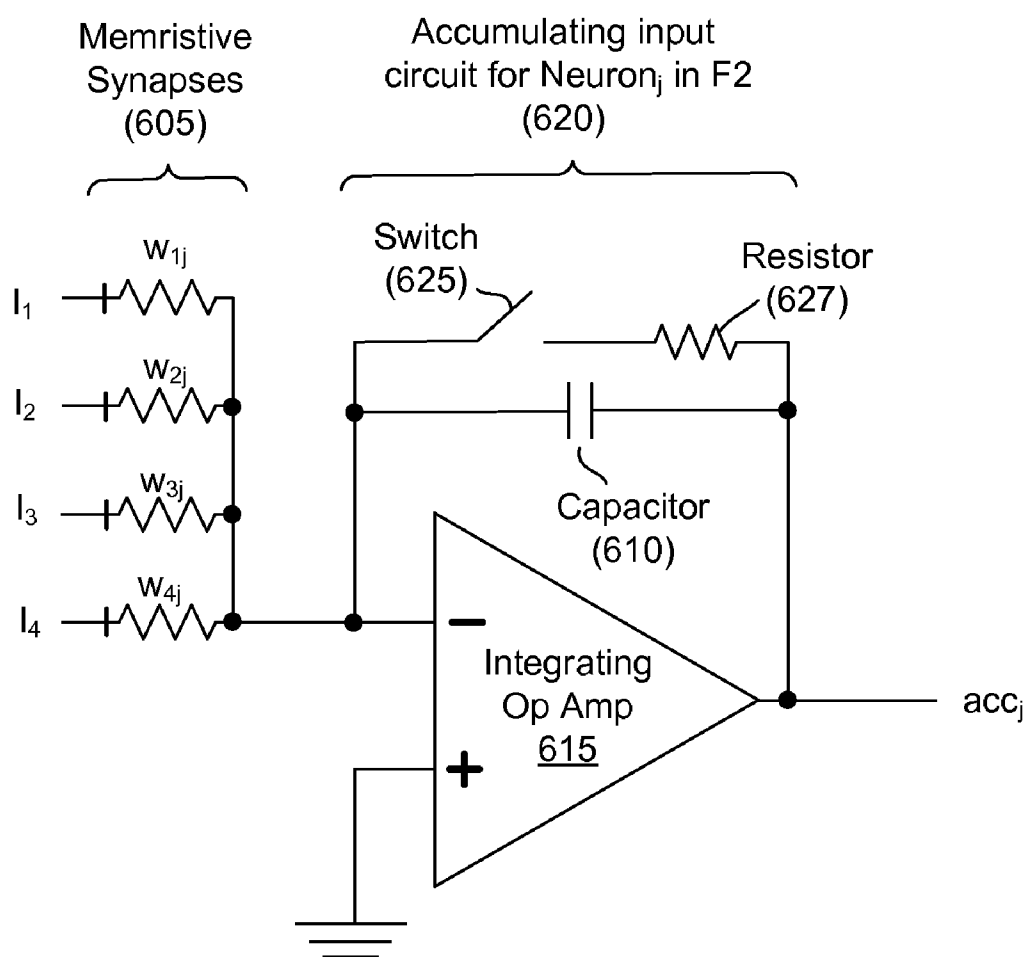 Memristive
Synapses
(605)
Accumulating input
circuit for Neuronj in F2
(620)
Switch
(625)
Resistor
(627)
w1j
I1
w2j
I2
w3j
I3
w4j
I4
Capacitor
(610)
Integrating
Op Amp
615
accj